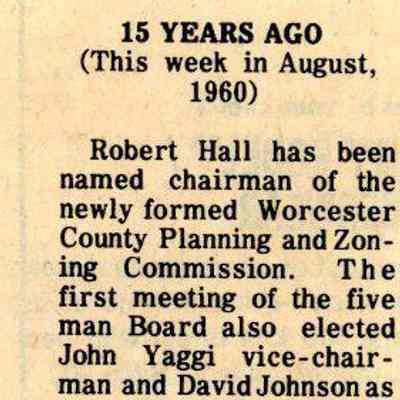 15 YEARS AGO
(This week in August,
1960)
Robert Hall has been
named chairman of the
newly formed Worcester
County Planning and Zon-
ing Commission. The
first meeting of the five
man Board also elected
John Yaggi vice-chair-
man and David Johnson as